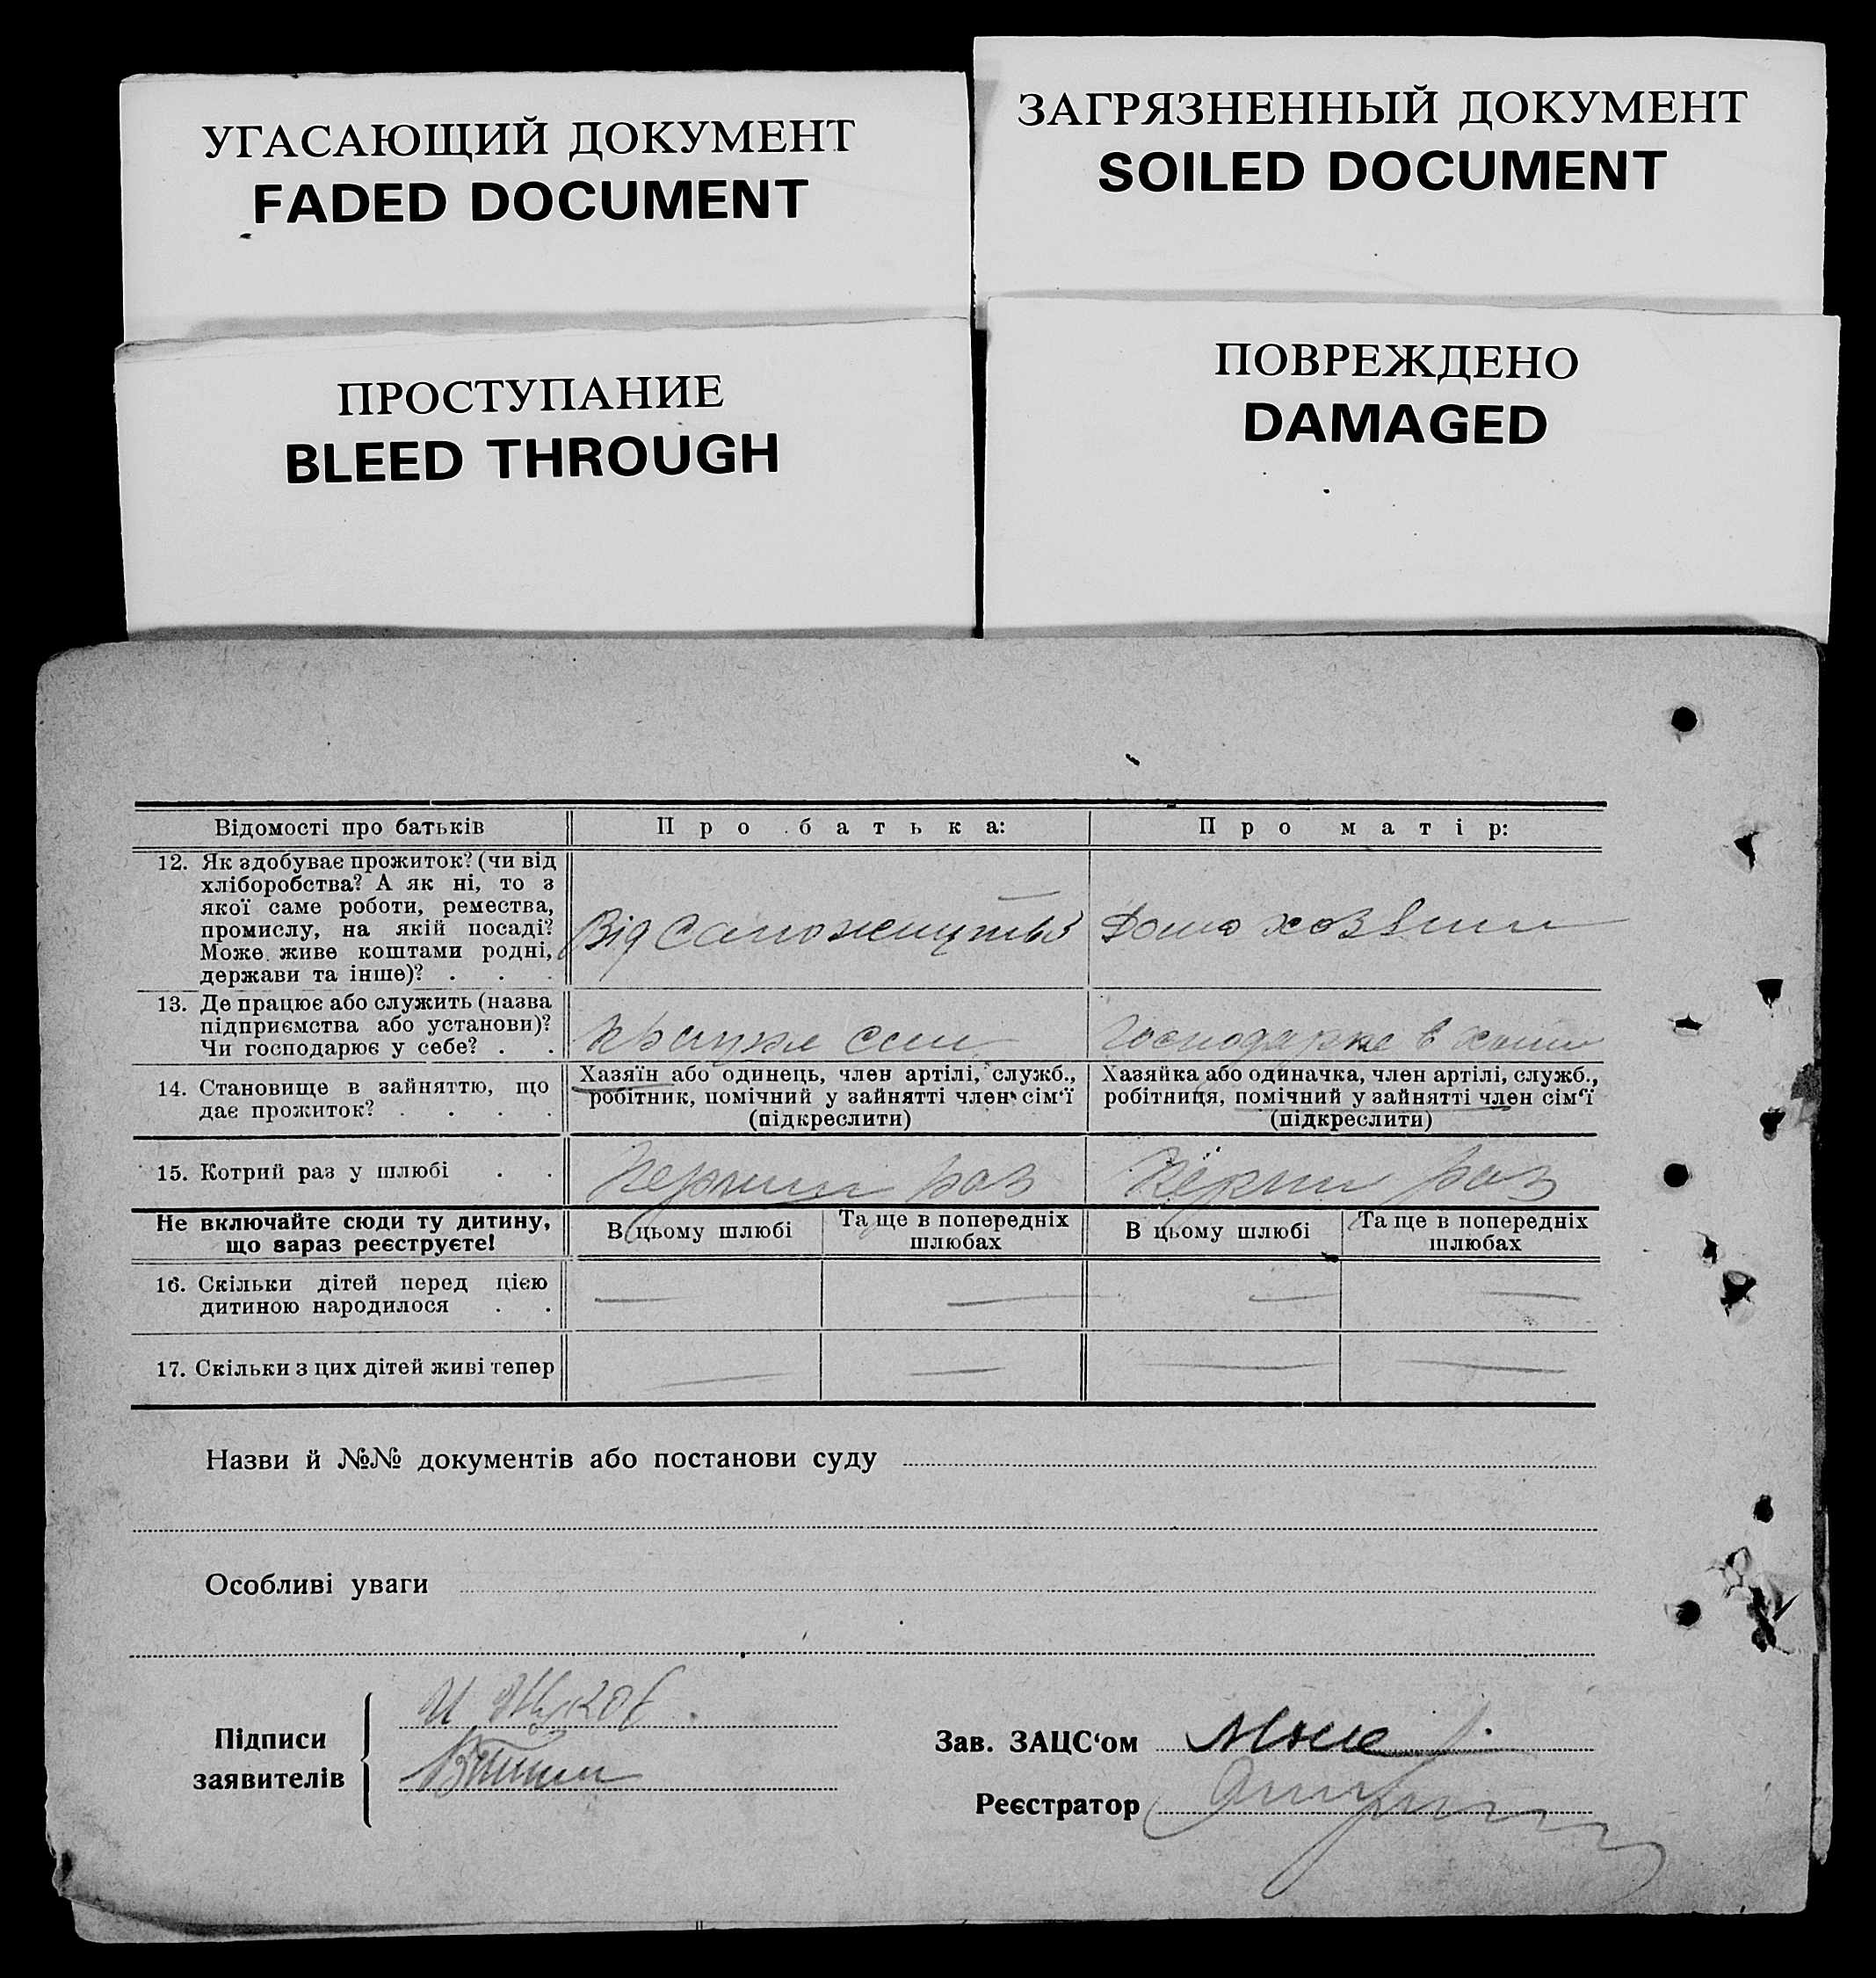 УГАСАЮЩИЙ ДОКУМЕНТ
FADED DOCUMENT
ЗАГРЯЗНЕННЫЙ ДОКУМЕНТ
SOILED DOCUMENT
ПРОСТУПАНИЕ
BLEED THROUGH
ПОВРЕЖДЕНО
DAMAGED
Відомості про батьків
Про батька:
Про матір:
12. Як здобуває прожиток? (чи від
хліборобства? А як ні, то з
якої саме роботи, ремества,
промислу, на якій посаді?
Може живе коштами родні,
держави та інше)? . . .
Від
Домо
13. Де працює або служить (назва
підприємства або установи)?
Чи господарює у себе? . .
Господарке в
14. Становище в зайняттю, що
дає прожиток? . . . .
Хазяїн або одинець, член артілі, служб.,
робітник, помічний у зайнятті член сім‘ї
(підкреслити)
Хазяйка або одиначка, член артілі, служб.,
робітниця, помічний у зайнятті член сім‘ї
(підкреслити)
15. Котрий раз у шлюбі . .
раз
раз
Не включайте сюди ту дитину,
що зараз реєструєте!
В цьому шлюбі
Та ще в попередніх
шлюбах
В цьому шлюбі
Та ще в попередніх
шлюбах
16. Скільки дітей перед цією
дитиною народилося . .
— — — —
17. Скільки з цих дітей живі тепер
— — — —
Назви й №№ документів або постанови суду
Особливі уваги
Підписи
заявителів
И Жуков
Зав. ЗАЦС‘ом
Реєстратор